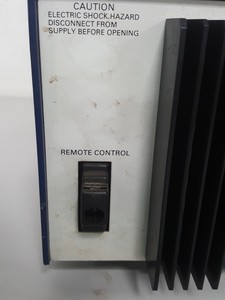 CAUTION
ELECTRIC SHOCK.HAZARD
DISCONNECT FROM
SUPPLY BEFORE OPENING
REMOTE CONTROL